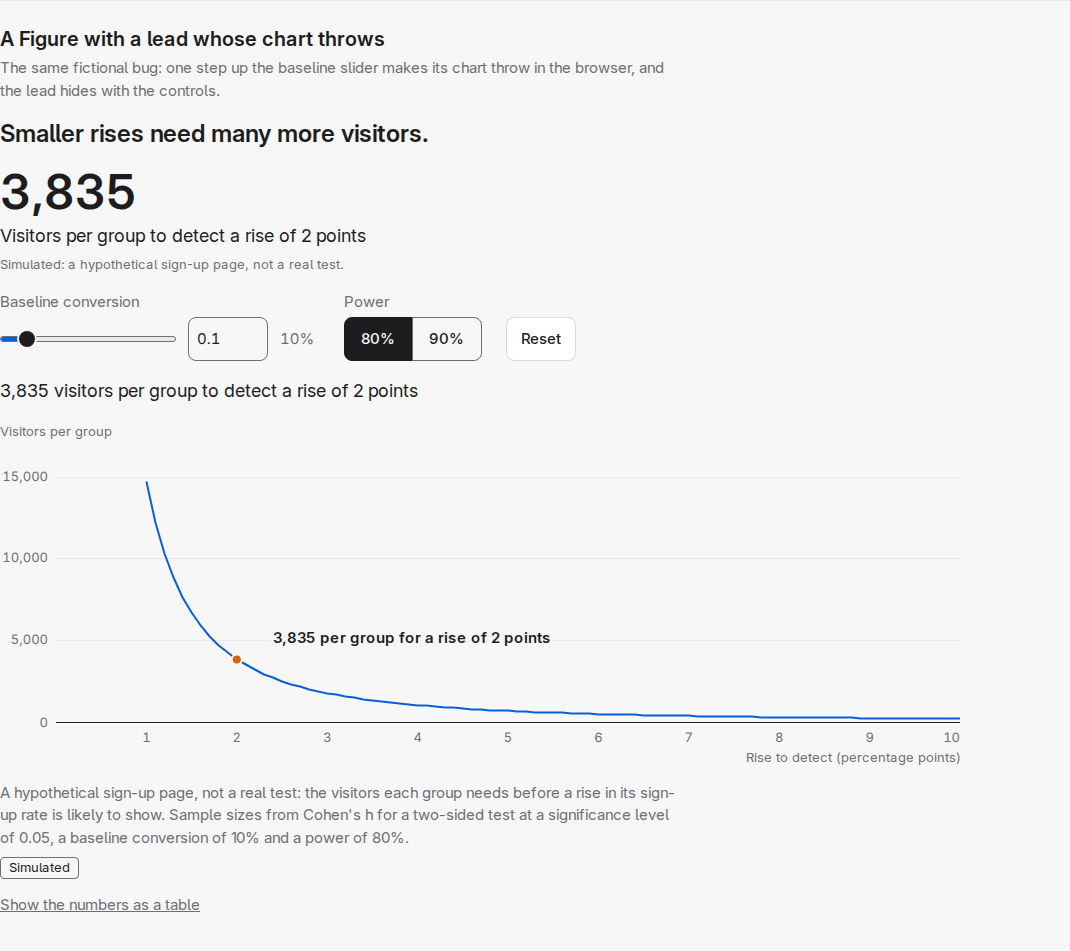 A Figure with a lead whose chart throws
The same fictional bug: one step up the baseline slider makes its chart throw in the browser, and
the lead hides with the controls.
Smaller rises need many more visitors.
3,835
Visitors per group to detect a rise of 2 points
Simulated: a hypothetical sign-up page, not a real test.
Baseline conversion
Power
0.1
10%
80%
90%
Reset
3,835 visitors per group to detect a rise of 2 points
Visitors per group
15,000
10,000
5,000
3,835 per group for a rise of 2 points
0
1 2 3 4 5 6 7 8 9 10
Rise to detect (percentage points)
A hypothetical sign-up page, not a real test: the visitors each group needs before a rise in its sign-
up rate is likely to show. Sample sizes from Cohen's h for a two-sided test at a significance level
of 0.05, a baseline conversion of 10% and a power of 80%.
Simulated
Show the numbers as a table